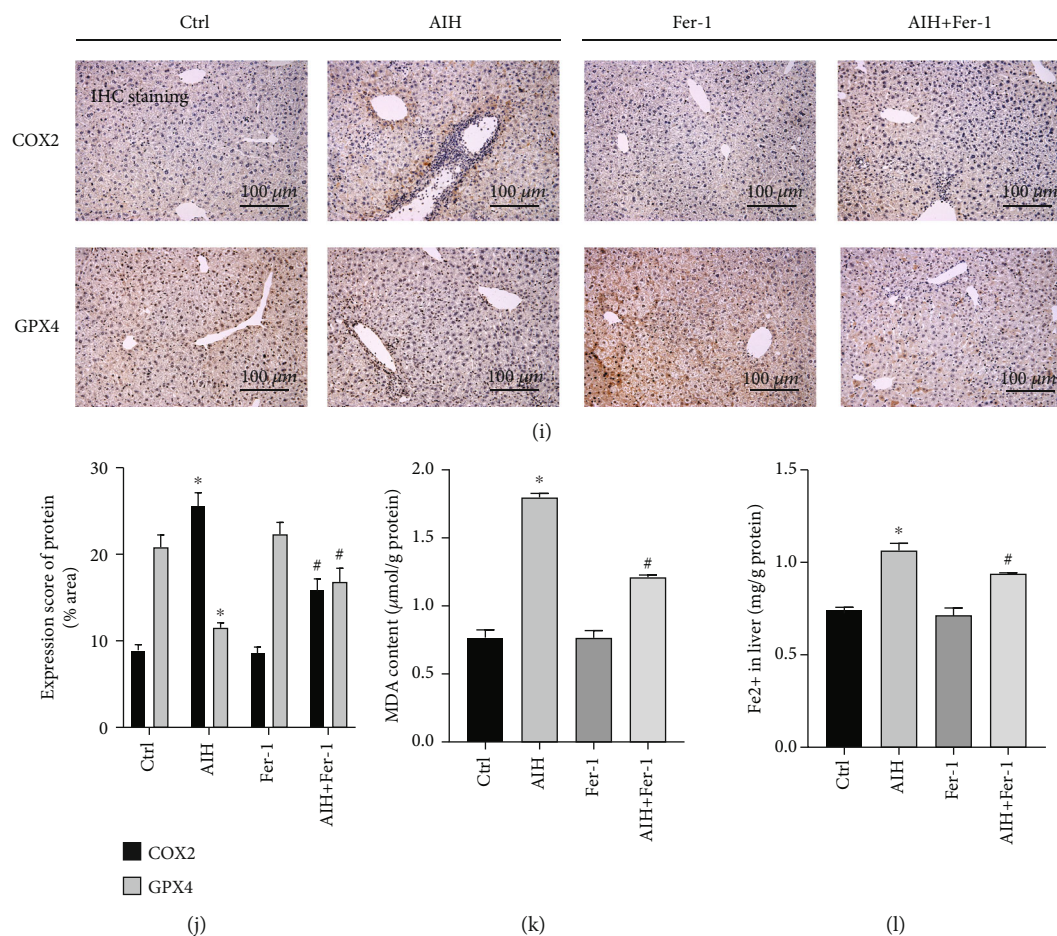 Ctrl AIH Fer-1 AIH+Fer-1
COX2
IHC staining
100 μm 100 μm 100 μm 100 μm
GPX4
100 μm 100 μm 100 μm 100 μm
(i)
Expression score of protein
(% area)
30
20
10
0
* * # #
Ctrl AIH Fer-1 AIH+Fer-1
COX2
GPX4
(j)
MDA content (μmol/g protein)
2.0
1.5
1.0
0.5
0.0
* #
Ctrl AIH Fer-1 AIH+Fer-1
(k)
Fe2+ in liver (mg/g protein)
1.5
1.0
0.5
0.0
* #
Ctrl AIH Fer-1 AIH+Fer-1
(l)